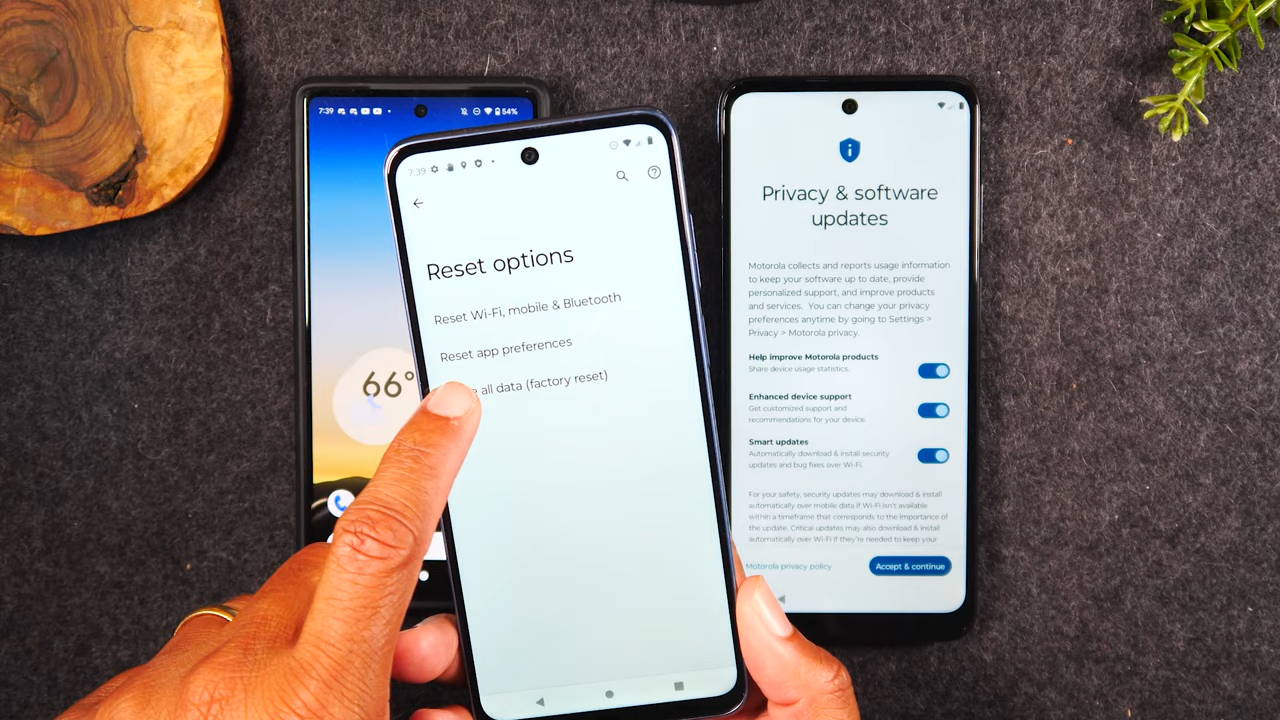 7:39
54%
66°
7:39
Reset options
Reset Wi-Fi, mobile & Bluetooth
Reset app preferences
all data (factory reset)
Privacy & software
updates
Motorola collects and reports usage information
to keep your software up to date, provide
personalized support, and improve products
and services. You can change your privacy
preferences anytime by going to Settings >
Privacy > Motorola privacy.
Help improve Motorola products
Share device usage statistics.
Enhanced device support
Get customized support and
recommendations for your device.
Smart updates
Automatically download & install security
updates and bug fixes over Wi-Fi.
For your safety, security updates may download & install
automatically over mobile data if Wi-Fi isn't available
within a timeframe that corresponds to the importance of
the update. Critical updates may also download & install
automatically over Wi-Fi if they're needed to keep your
Motorola privacy policy
Accept & continue